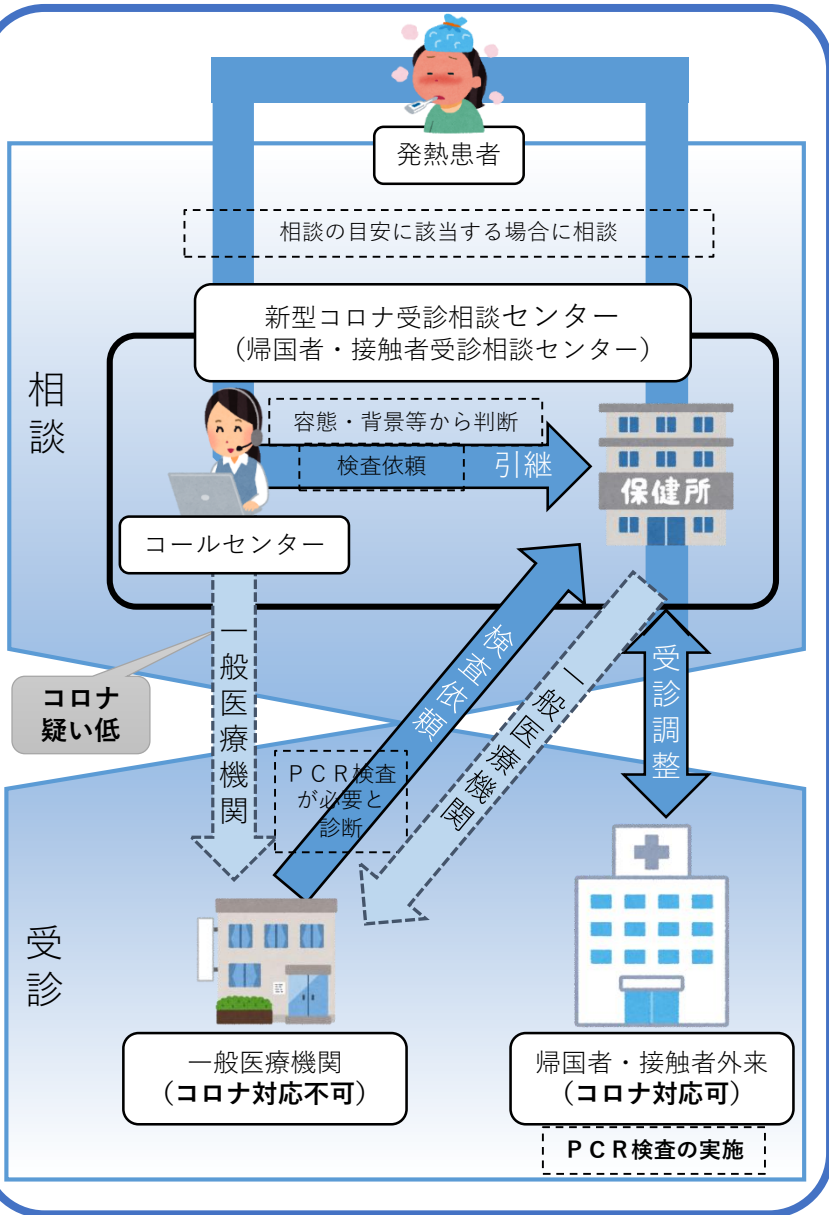 発熱患者
相談の目安に該当する場合に相談
新型コロナ受診相談センター
（帰国者・接触者受診相談センター）
相談
容態・背景等から判断
検査依頼
引継
保健所
コールセンター
一般医療機関
検査依頼
一般医療機関
受診調整
コロナ
疑い低
ＰＣＲ検査
が必要と
診断
受診
一般医療機関
（コロナ対応不可）
帰国者・接触者外来
（コロナ対応可）
ＰＣＲ検査の実施